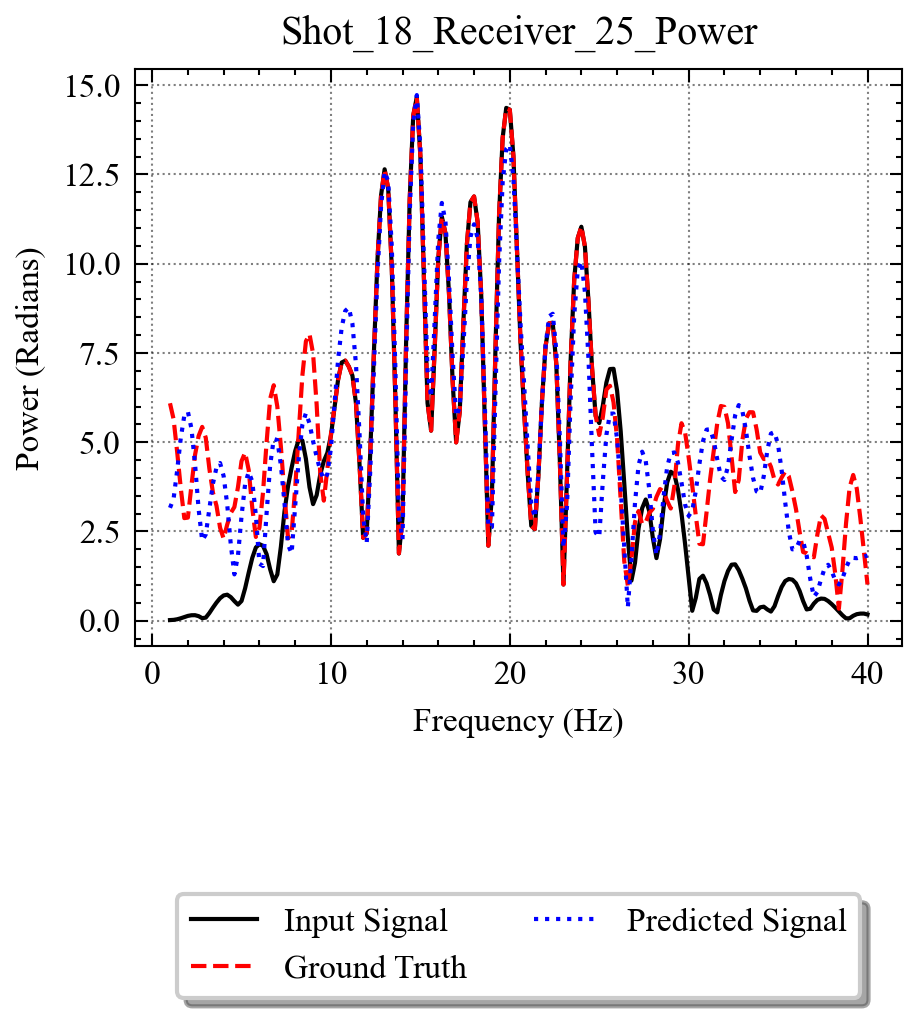 Shot_18_Receiver_25_Power
15.0
12.5
10.0
7.5
5.0
2.5
0.0
Power (Radians)
0 10 20 30 40
Frequency (Hz)
Input Signal
Ground Truth
Predicted Signal